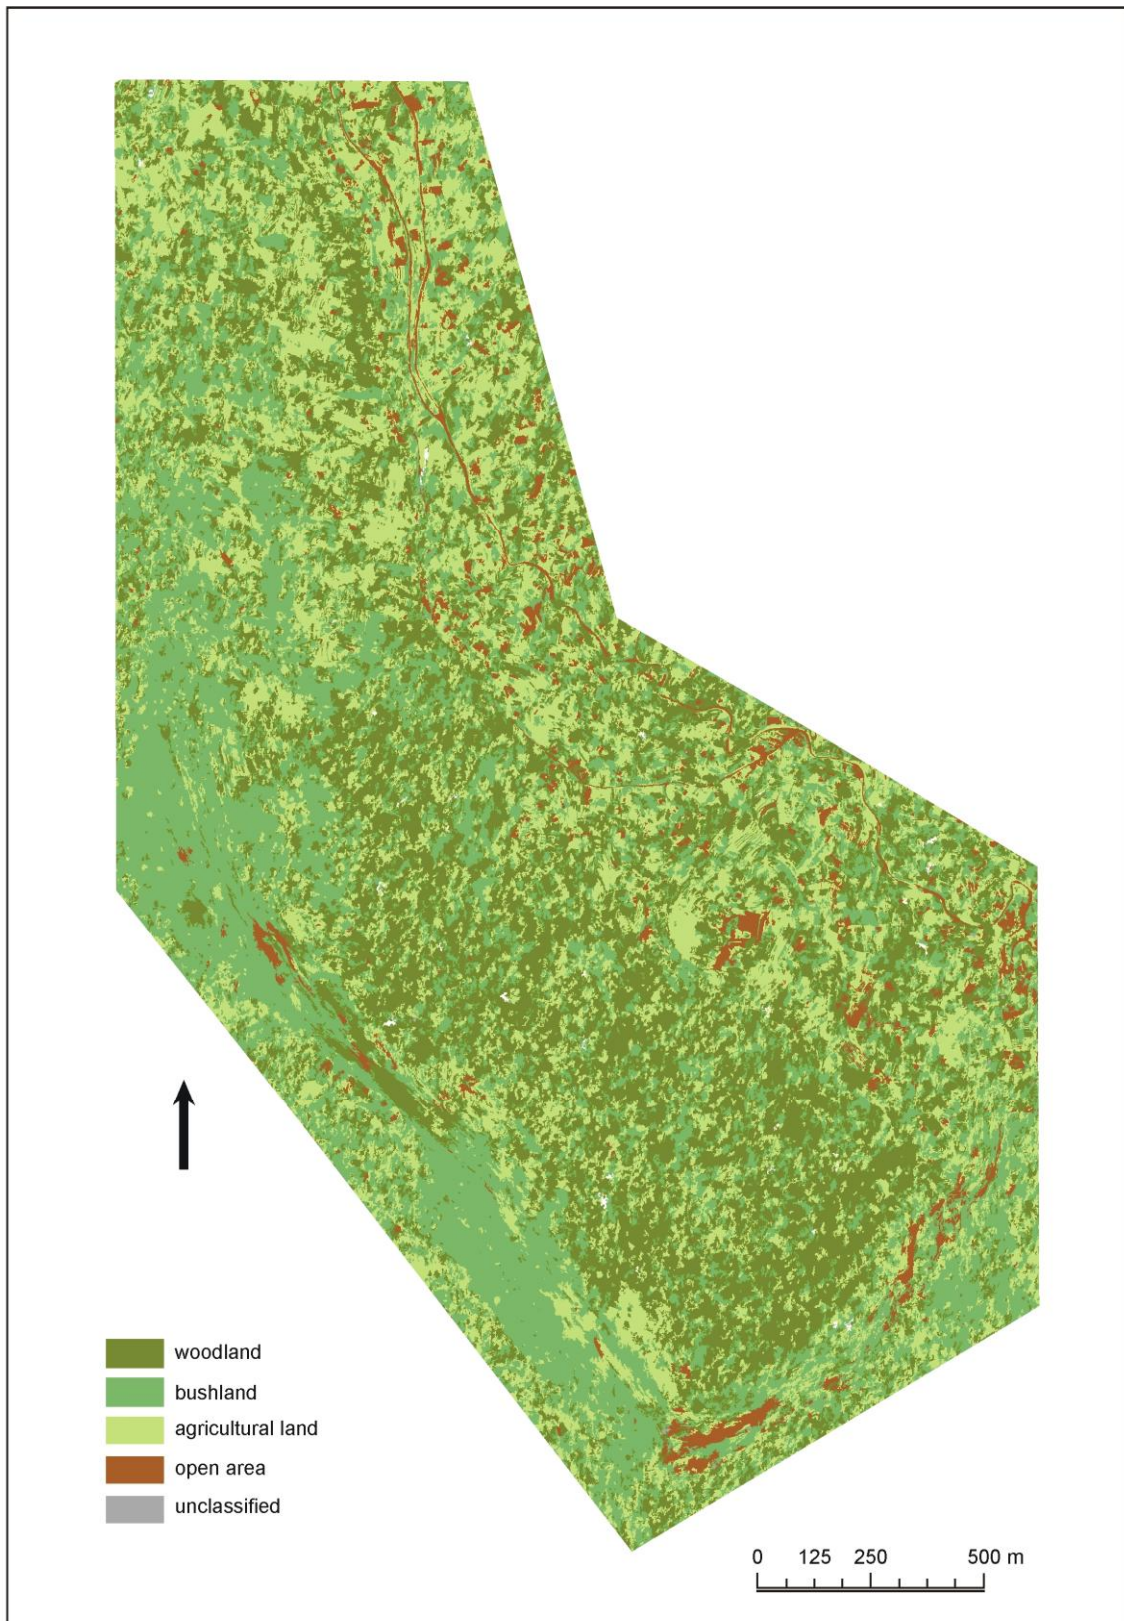 woodland
bushland
agricultural land
open area
unclassified
0 125 250 500 m